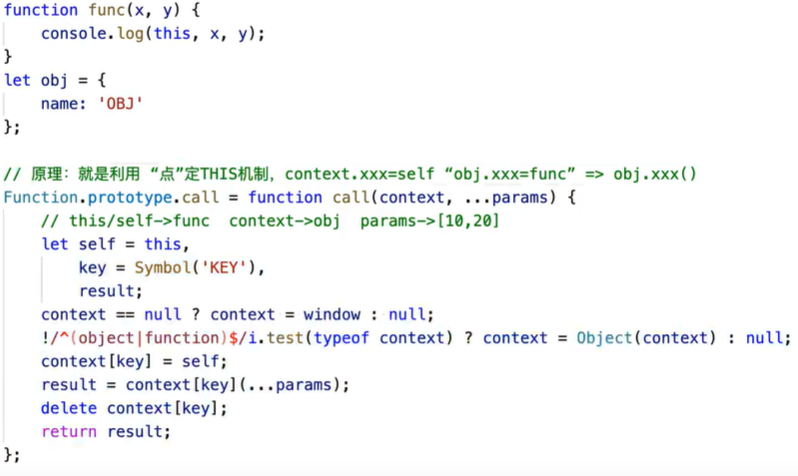 function func(x, y) {
    console.log(this, x, y);
}
let obj = {
    name: 'OBJ'
};

// 原理：就是利用 “点”定THIS机制，context.xxx=self “obj.xxx=func” => obj.xxx()
Function.prototype.call = function call(context, ...params) {
    // this/self->func  context->obj  params->[10,20]
    let self = this,
        key = Symbol('KEY'),
        result;
    context == null ? context = window : null;
    !/^(object|function)$/i.test(typeof context) ? context = Object(context) : null;
    context[key] = self;
    result = context[key](...params);
    delete context[key];
    return result;
};